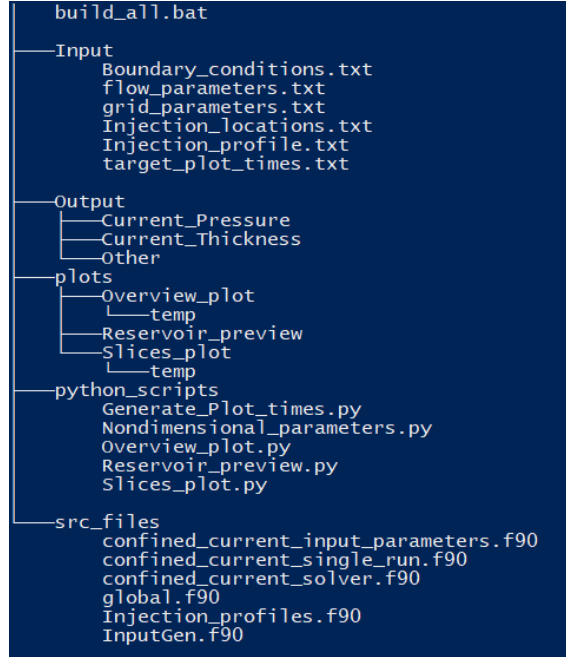 build_all.bat
Input
Boundary_conditions.txt
flow_parameters.txt
grid_parameters.txt
Injection_locations.txt
Injection_profile.txt
target_plot_times.txt
Output
Current_Pressure
Current_Thickness
Other
plots
Overview_plot
temp
Reservoir_preview
Slices_plot
temp
python_scripts
Generate_Plot_times.py
Nondimensional_parameters.py
Overview_plot.py
Reservoir_preview.py
Slices_plot.py
src_files
confined_current_input_parameters.f90
confined_current_single_run.f90
confined_current_solver.f90
global.f90
Injection_profiles.f90
InputGen.f90